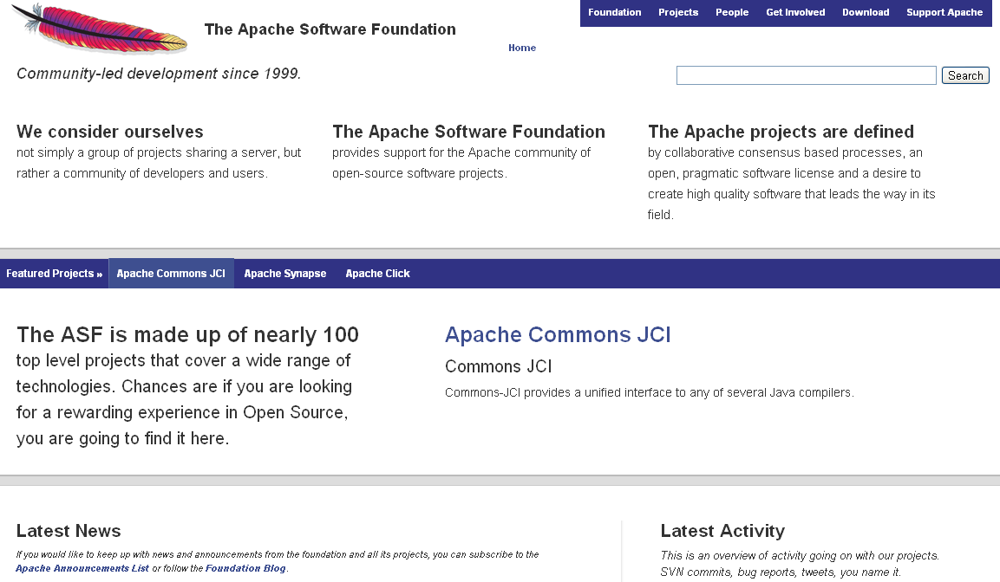 The Apache Software Foundation
Foundation Projects People Get Involved Download Support Apache
Home
Community-led development since 1999.
Search
We consider ourselves
not simply a group of projects sharing a server, but
rather a community of developers and users.
The Apache Software Foundation
provides support for the Apache community of
open-source software projects.
The Apache projects are defined
by collaborative consensus based processes, an
open, pragmatic software license and a desire to
create high quality software that leads the way in its
field.
Featured Projects » Apache Commons JCI Apache Synapse Apache Click
The ASF is made up of nearly 100
top level projects that cover a wide range of
technologies. Chances are if you are looking
for a rewarding experience in Open Source,
you are going to find it here.
Apache Commons JCI
Commons JCI
Commons-JCI provides a unified interface to any of several Java compilers.
Latest News
If you would like to keep up with news and announcements from the foundation and all its projects, you can subscribe to the
Apache Announcements List or follow the Foundation Blog.
Latest Activity
This is an overview of activity going on with our projects.
SVN commits, bug reports, tweets, you name it.